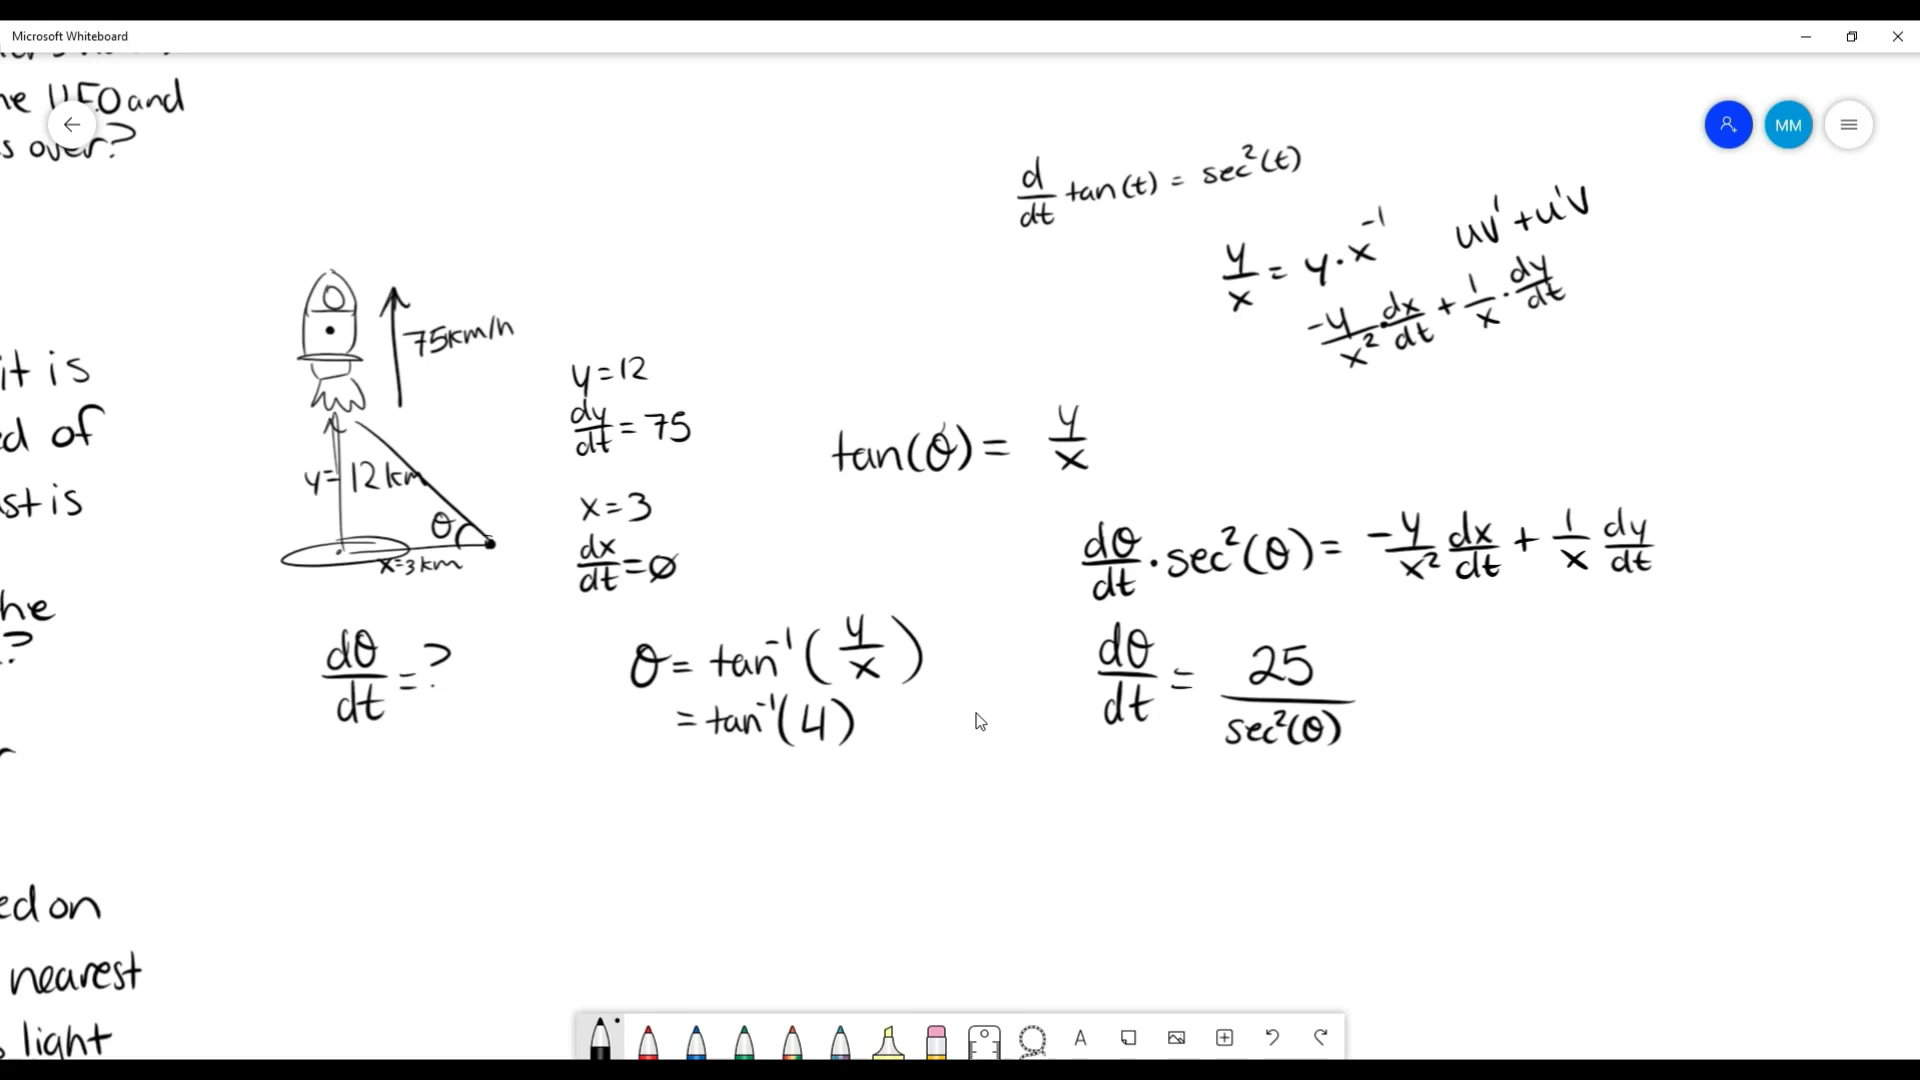 Microsoft Whiteboard
he UFO and
s over?
MM
d/dt tan(t) = sec²(t)
y/x = y·x⁻¹
uv' + u'v
-y/x² dx/dt + 1/x · dy/dt
75km/h
y=12km
θ
x=3km
dθ/dt = ?
y=12
dy/dt = 75
x=3
dx/dt = ∅
tan(θ) = y/x
dθ/dt · sec²(θ) = -y/x² dx/dt + 1/x dy/dt
θ = tan⁻¹(y/x)
= tan⁻¹(4)
dθ/dt = 25/sec²(θ)
it is
d of
st is
he
?
r
ed on
nearest
light
A